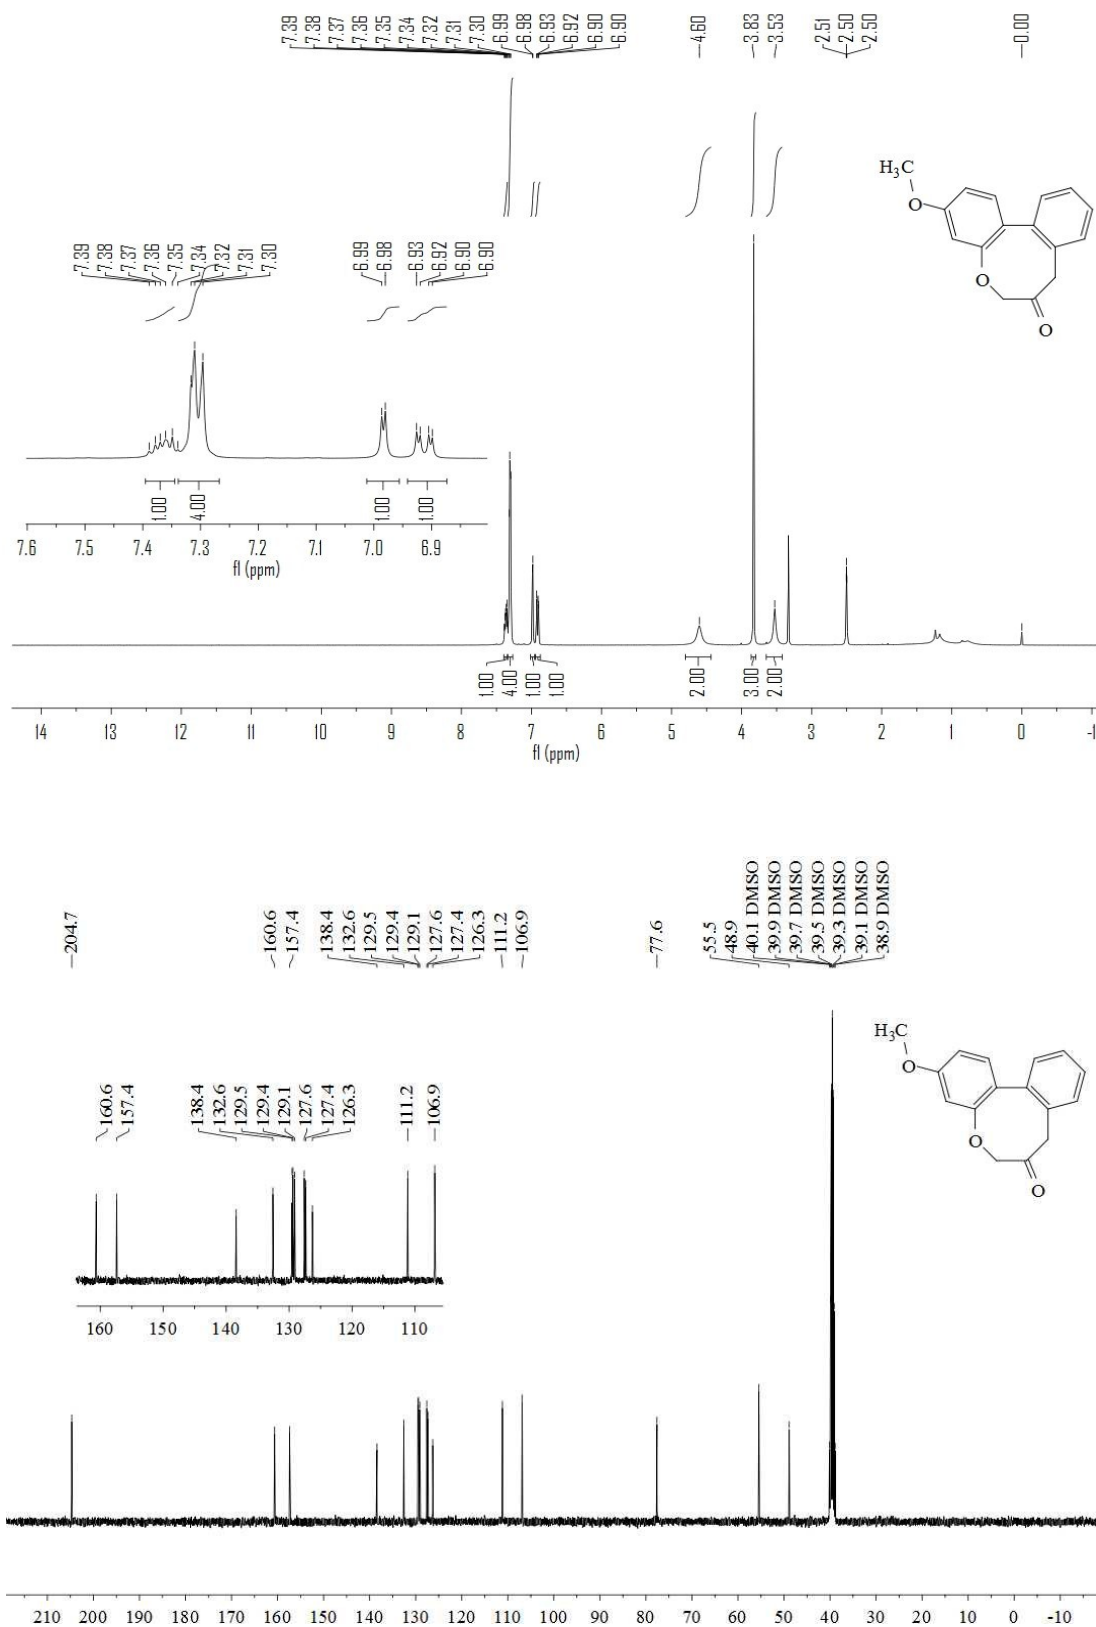 7.39 7.38 7.37 7.36 7.35 7.34 7.32 7.31 7.30 6.99 6.98 6.93 6.92 6.90 6.90 4.60 3.83 3.53 2.51 2.50 2.50 0.00
H₃C
O
O
O
7.39 7.38 7.37 7.36 7.35 7.34 7.32 7.31 7.30 6.99 6.98 6.93 6.92 6.90 6.90
1.00 4.00 1.00 1.00
7.6 7.5 7.4 7.3 7.2 7.1 7.0 6.9
f1 (ppm)
1.00 4.00 1.00 1.00 2.00 3.00 2.00
14 13 12 11 10 9 8 7 6 5 4 3 2 1 0 -1
f1 (ppm)
204.7 160.6 157.4 138.4 132.6 129.5 129.4 129.1 127.6 127.4 126.3 111.2 106.9 77.6 55.5 48.9 40.1 DMSO 39.9 DMSO 39.7 DMSO 39.5 DMSO 39.3 DMSO 39.1 DMSO 38.9 DMSO
H₃C
O
O
O
160.6 157.4 138.4 132.6 129.5 129.4 129.1 127.6 127.4 126.3 111.2 106.9
160 150 140 130 120 110
210 200 190 180 170 160 150 140 130 120 110 100 90 80 70 60 50 40 30 20 10 0 -10